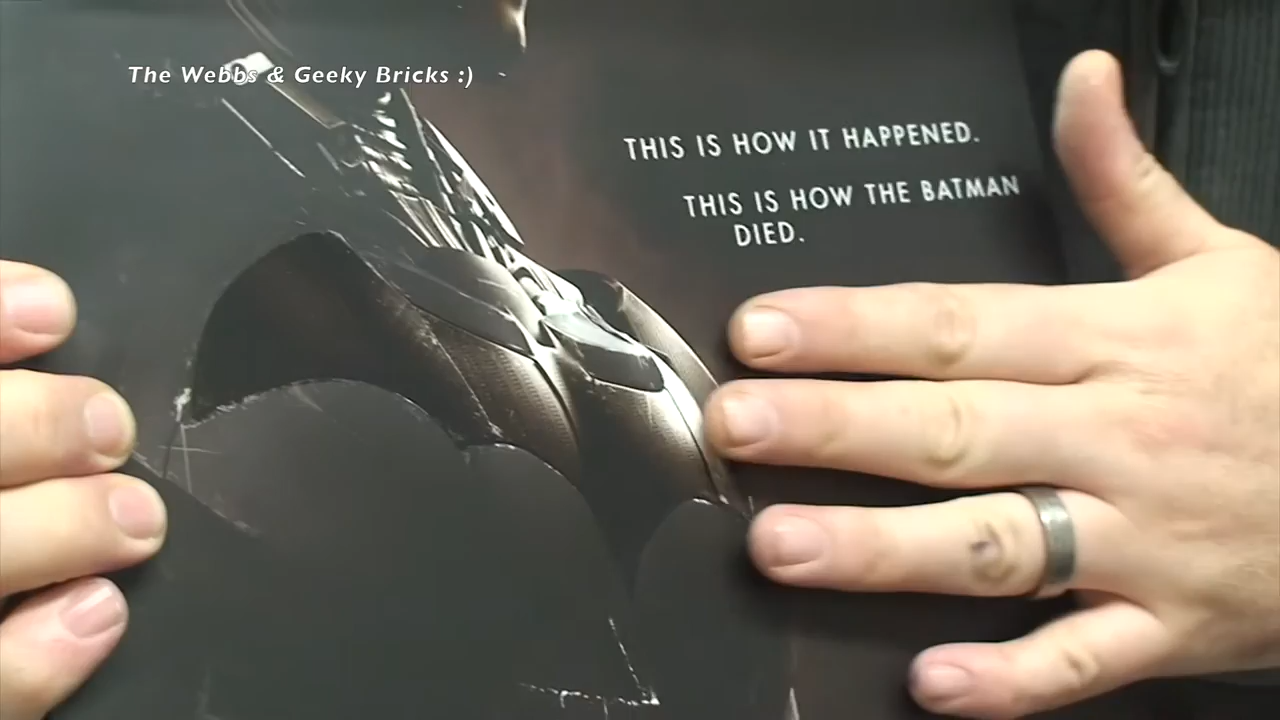 The Webbs & Geeky Bricks :)
THIS IS HOW IT HAPPENED.
THIS IS HOW THE BATMAN
DIED.